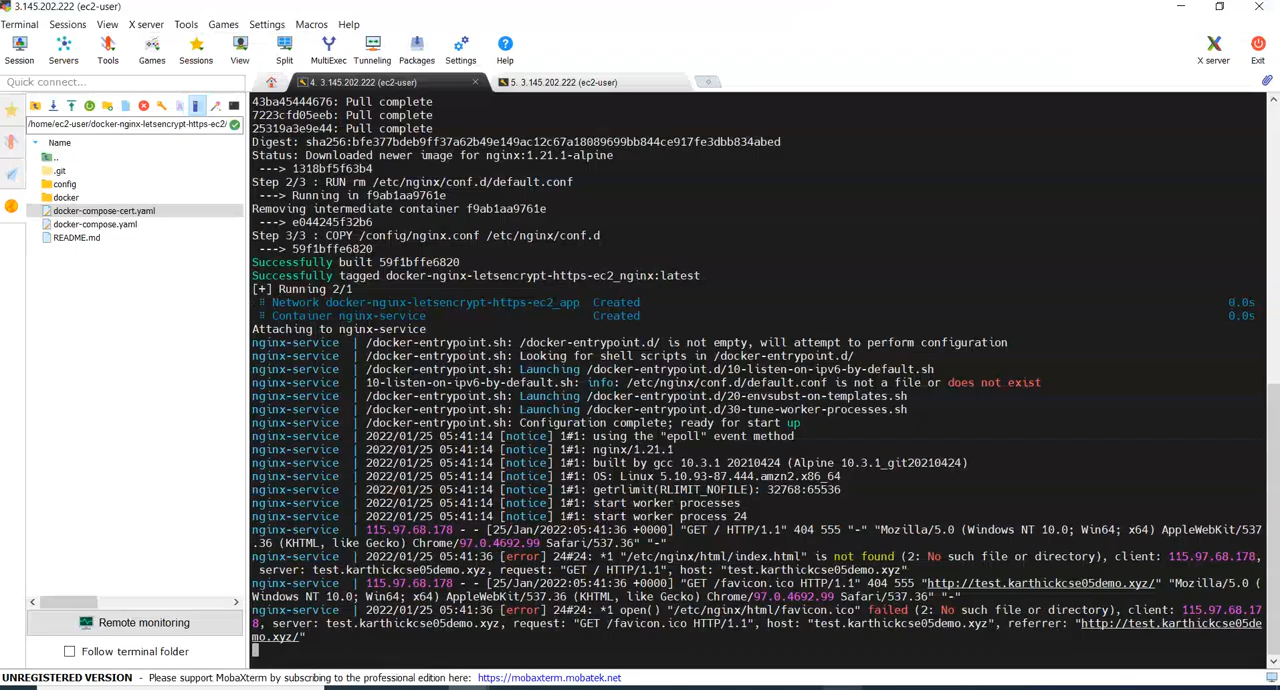 3.145.202.222 (ec2-user)
Terminal Sessions View X server Tools Games Settings Macros Help
Session Servers Tools Games Sessions View Split MultiExec Tunneling Packages Settings Help X server Exit
Quick connect...
4. 3.145.202.222 (ec2-user)
5. 3.145.202.222 (ec2-user)
/home/ec2-user/docker-nginx-letsencrypt-https-ec2/
Name
..
.git
config
docker
docker-compose-cert.yaml
docker-compose.yaml
README.md
Remote monitoring
Follow terminal folder
43ba45444676: Pull complete
7223cfd05eeb: Pull complete
25319a3e9e44: Pull complete
Digest: sha256:bfe377bdeb9ff37a62b49e149ac12c67a18089699bb844ce917fe3dbb834abed
Status: Downloaded newer image for nginx:1.21.1-alpine
---> 1318bf5f63b4
Step 2/3 : RUN rm /etc/nginx/conf.d/default.conf
---> Running in f9ab1aa9761e
Removing intermediate container f9ab1aa9761e
---> e044245f32b6
Step 3/3 : COPY /config/nginx.conf /etc/nginx/conf.d
---> 59f1bffe6820
Successfully built 59f1bffe6820
Successfully tagged docker-nginx-letsencrypt-https-ec2_nginx:latest
[+] Running 2/1
⠿ Network docker-nginx-letsencrypt-https-ec2_app Created 0.0s
⠿ Container nginx-service Created 0.0s
Attaching to nginx-service
nginx-service | /docker-entrypoint.sh: /docker-entrypoint.d/ is not empty, will attempt to perform configuration
nginx-service | /docker-entrypoint.sh: Looking for shell scripts in /docker-entrypoint.d/
nginx-service | /docker-entrypoint.sh: Launching /docker-entrypoint.d/10-listen-on-ipv6-by-default.sh
nginx-service | 10-listen-on-ipv6-by-default.sh: info: /etc/nginx/conf.d/default.conf is not a file or does not exist
nginx-service | /docker-entrypoint.sh: Launching /docker-entrypoint.d/20-envsubst-on-templates.sh
nginx-service | /docker-entrypoint.sh: Launching /docker-entrypoint.d/30-tune-worker-processes.sh
nginx-service | /docker-entrypoint.sh: Configuration complete; ready for start up
nginx-service | 2022/01/25 05:41:14 [notice] 1#1: using the "epoll" event method
nginx-service | 2022/01/25 05:41:14 [notice] 1#1: nginx/1.21.1
nginx-service | 2022/01/25 05:41:14 [notice] 1#1: built by gcc 10.3.1 20210424 (Alpine 10.3.1_git20210424)
nginx-service | 2022/01/25 05:41:14 [notice] 1#1: OS: Linux 5.10.93-87.444.amzn2.x86_64
nginx-service | 2022/01/25 05:41:14 [notice] 1#1: getrlimit(RLIMIT_NOFILE): 32768:65536
nginx-service | 2022/01/25 05:41:14 [notice] 1#1: start worker processes
nginx-service | 2022/01/25 05:41:14 [notice] 1#1: start worker process 24
nginx-service | 115.97.68.178 - - [25/Jan/2022:05:41:36 +0000] "GET / HTTP/1.1" 404 555 "-" "Mozilla/5.0 (Windows NT 10.0; Win64; x64) AppleWebKit/537
.36 (KHTML, like Gecko) Chrome/97.0.4692.99 Safari/537.36" "-"
nginx-service | 2022/01/25 05:41:36 [error] 24#24: *1 "/etc/nginx/html/index.html" is not found (2: No such file or directory), client: 115.97.68.178,
server: test.karthickcse05demo.xyz, request: "GET / HTTP/1.1", host: "test.karthickcse05demo.xyz"
nginx-service | 115.97.68.178 - - [25/Jan/2022:05:41:36 +0000] "GET /favicon.ico HTTP/1.1" 404 555 "http://test.karthickcse05demo.xyz/" "Mozilla/5.0 (
Windows NT 10.0; Win64; x64) AppleWebKit/537.36 (KHTML, like Gecko) Chrome/97.0.4692.99 Safari/537.36" "-"
nginx-service | 2022/01/25 05:41:36 [error] 24#24: *1 open() "/etc/nginx/html/favicon.ico" failed (2: No such file or directory), client: 115.97.68.17
8, server: test.karthickcse05demo.xyz, request: "GET /favicon.ico HTTP/1.1", host: "test.karthickcse05demo.xyz", referrer: "http://test.karthickcse05de
mo.xyz/"
UNREGISTERED VERSION - Please support MobaXterm by subscribing to the professional edition here: https://mobaxterm.mobatek.net